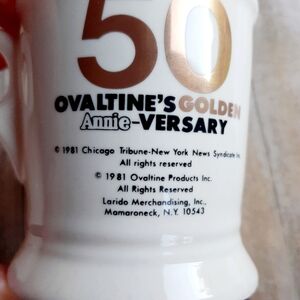 50
OVALTINE'S GOLDEN
Annie-VERSARY
© 1981 Chicago Tribune-New York News Syndicate Inc.
All rights reserved
© 1981 Ovaltine Products Inc.
All Rights Reserved
Larido Merchandising, Inc.,
Mamaroneck, N.Y. 10543